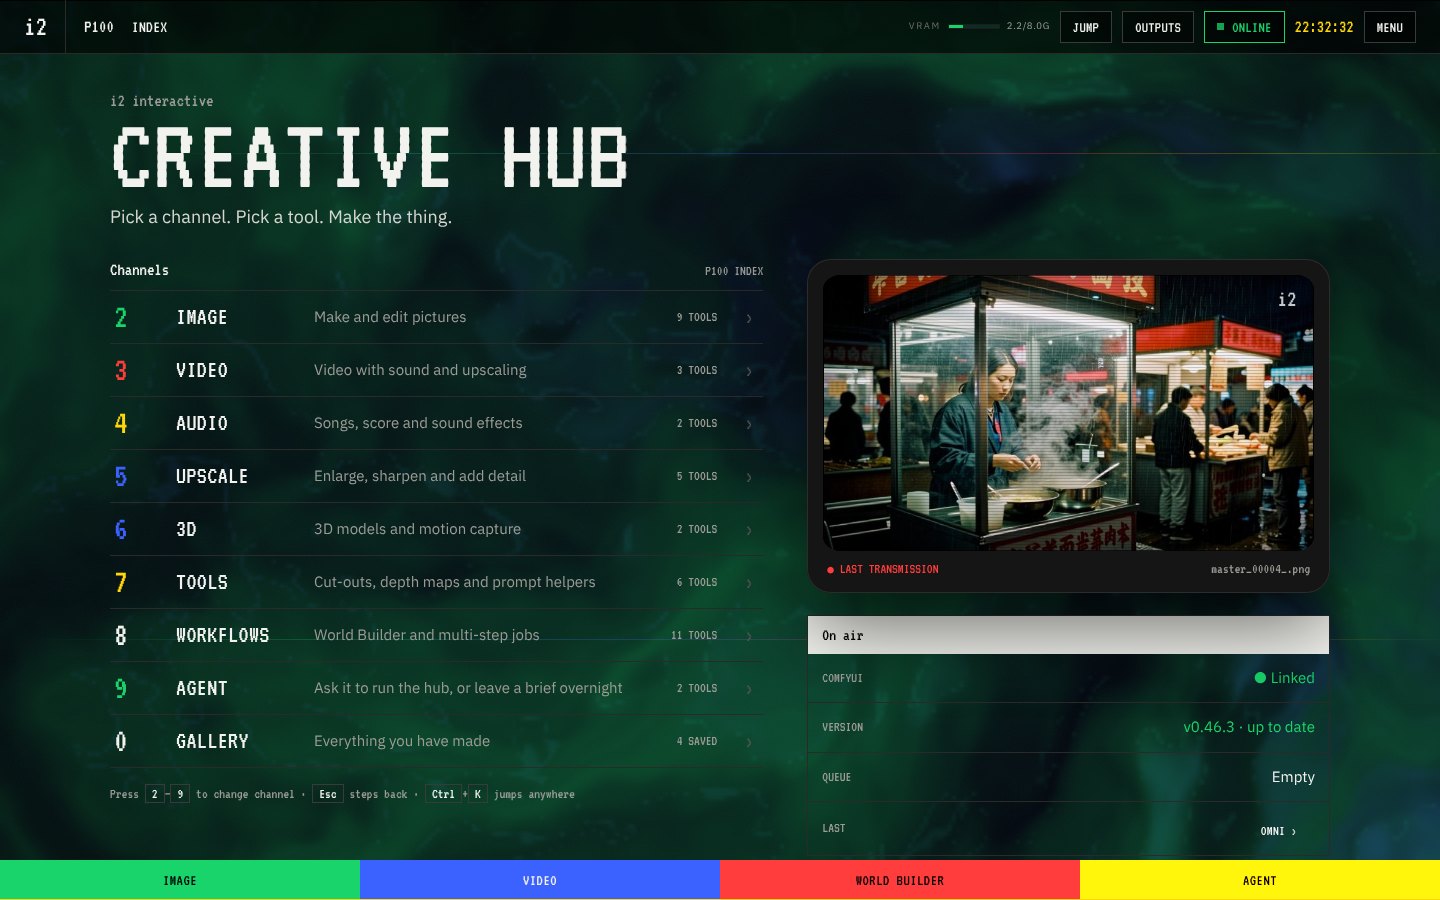 i2 P100 INDEX VRAM 2.2/8.0G JUMP OUTPUTS ONLINE 22:32:32 MENU
i2 interactive
CREATIVE HUB
Pick a channel. Pick a tool. Make the thing.
Channels P100 INDEX
2 IMAGE Make and edit pictures 9 TOOLS ›
3 VIDEO Video with sound and upscaling 3 TOOLS ›
4 AUDIO Songs, score and sound effects 2 TOOLS ›
5 UPSCALE Enlarge, sharpen and add detail 5 TOOLS ›
6 3D 3D models and motion capture 2 TOOLS ›
7 TOOLS Cut-outs, depth maps and prompt helpers 6 TOOLS ›
8 WORKFLOWS World Builder and multi-step jobs 11 TOOLS ›
9 AGENT Ask it to run the hub, or leave a brief overnight 2 TOOLS ›
0 GALLERY Everything you have made 4 SAVED ›
Press 2–9 to change channel · Esc steps back · Ctrl+K jumps anywhere
i2
● LAST TRANSMISSION master_00004_.png
On air
COMFYUI ● Linked
VERSION v0.46.3 · up to date
QUEUE Empty
LAST OMNI ›
IMAGE VIDEO WORLD BUILDER AGENT